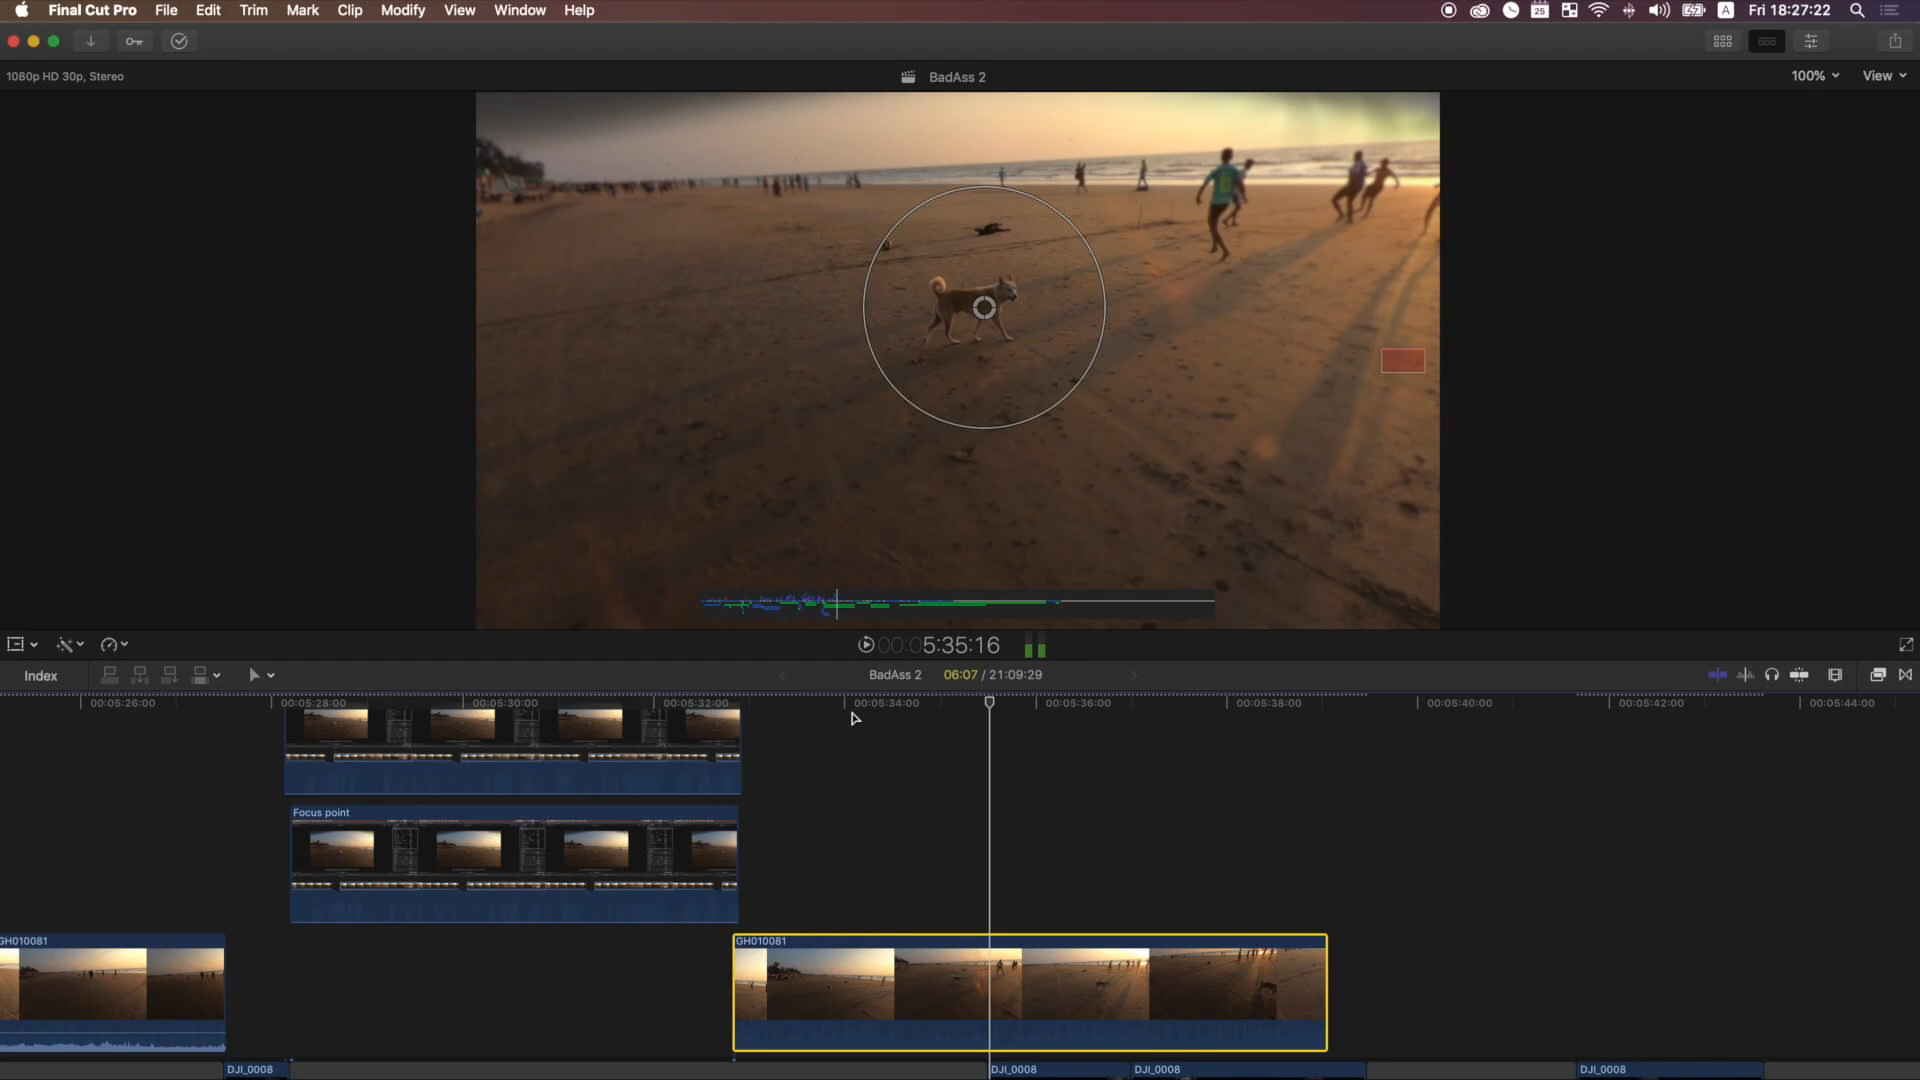 Final Cut Pro File Edit Trim Mark Clip Modify View Window Help
25 A Fri 18:27:22
1080p HD 30p, Stereo
BadAss 2
100% View
00:05:35:16
Index
BadAss 2 06:07 / 21:09:29
00:05:26:00 00:05:28:00 00:05:30:00 00:05:32:00 00:05:34:00 00:05:36:00 00:05:38:00 00:05:40:00 00:05:42:00 00:05:44:00
Focus point
GH010081
GH010081
DJI_0008 DJI_0008 DJI_0008 DJI_0008